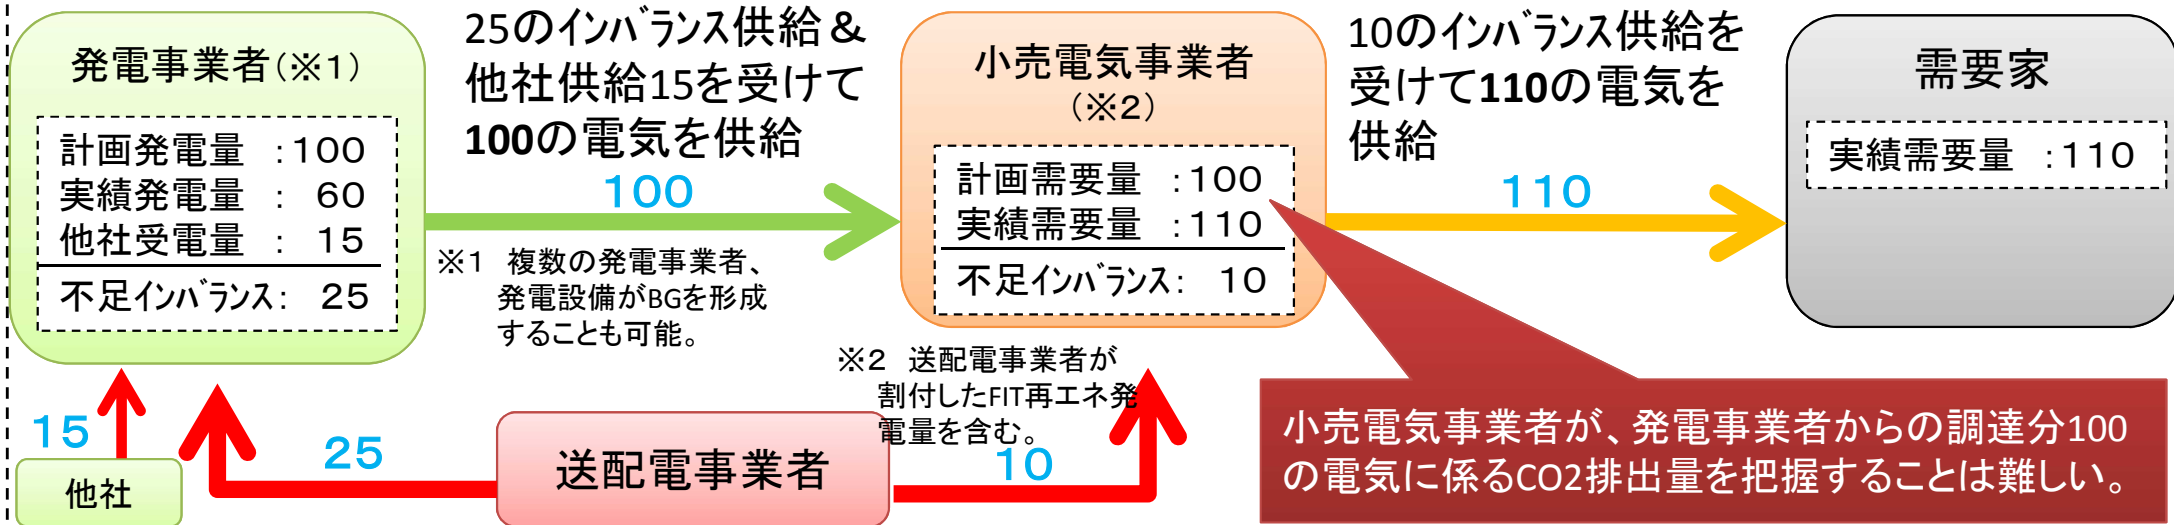 発電事業者(※1)
計画発電量 :100
実績発電量 : 60
他社受電量 : 15
不足インバランス: 25
25のインバランス供給＆
他社供給15を受けて
100の電気を供給
100
※1 複数の発電事業者、
発電設備がBGを形成
することも可能。
小売電気事業者
(※2)
計画需要量 :100
実績需要量 :110
不足インバランス: 10
※2 送配電事業者が
割付したFIT再エネ発
電量を含む。
10のインバランス供給を
受けて110の電気を
供給
110
需要家
実績需要量 :110
15
他社
25
送配電事業者
10
小売電気事業者が、発電事業者からの調達分100
の電気に係るCO2排出量を把握することは難しい。